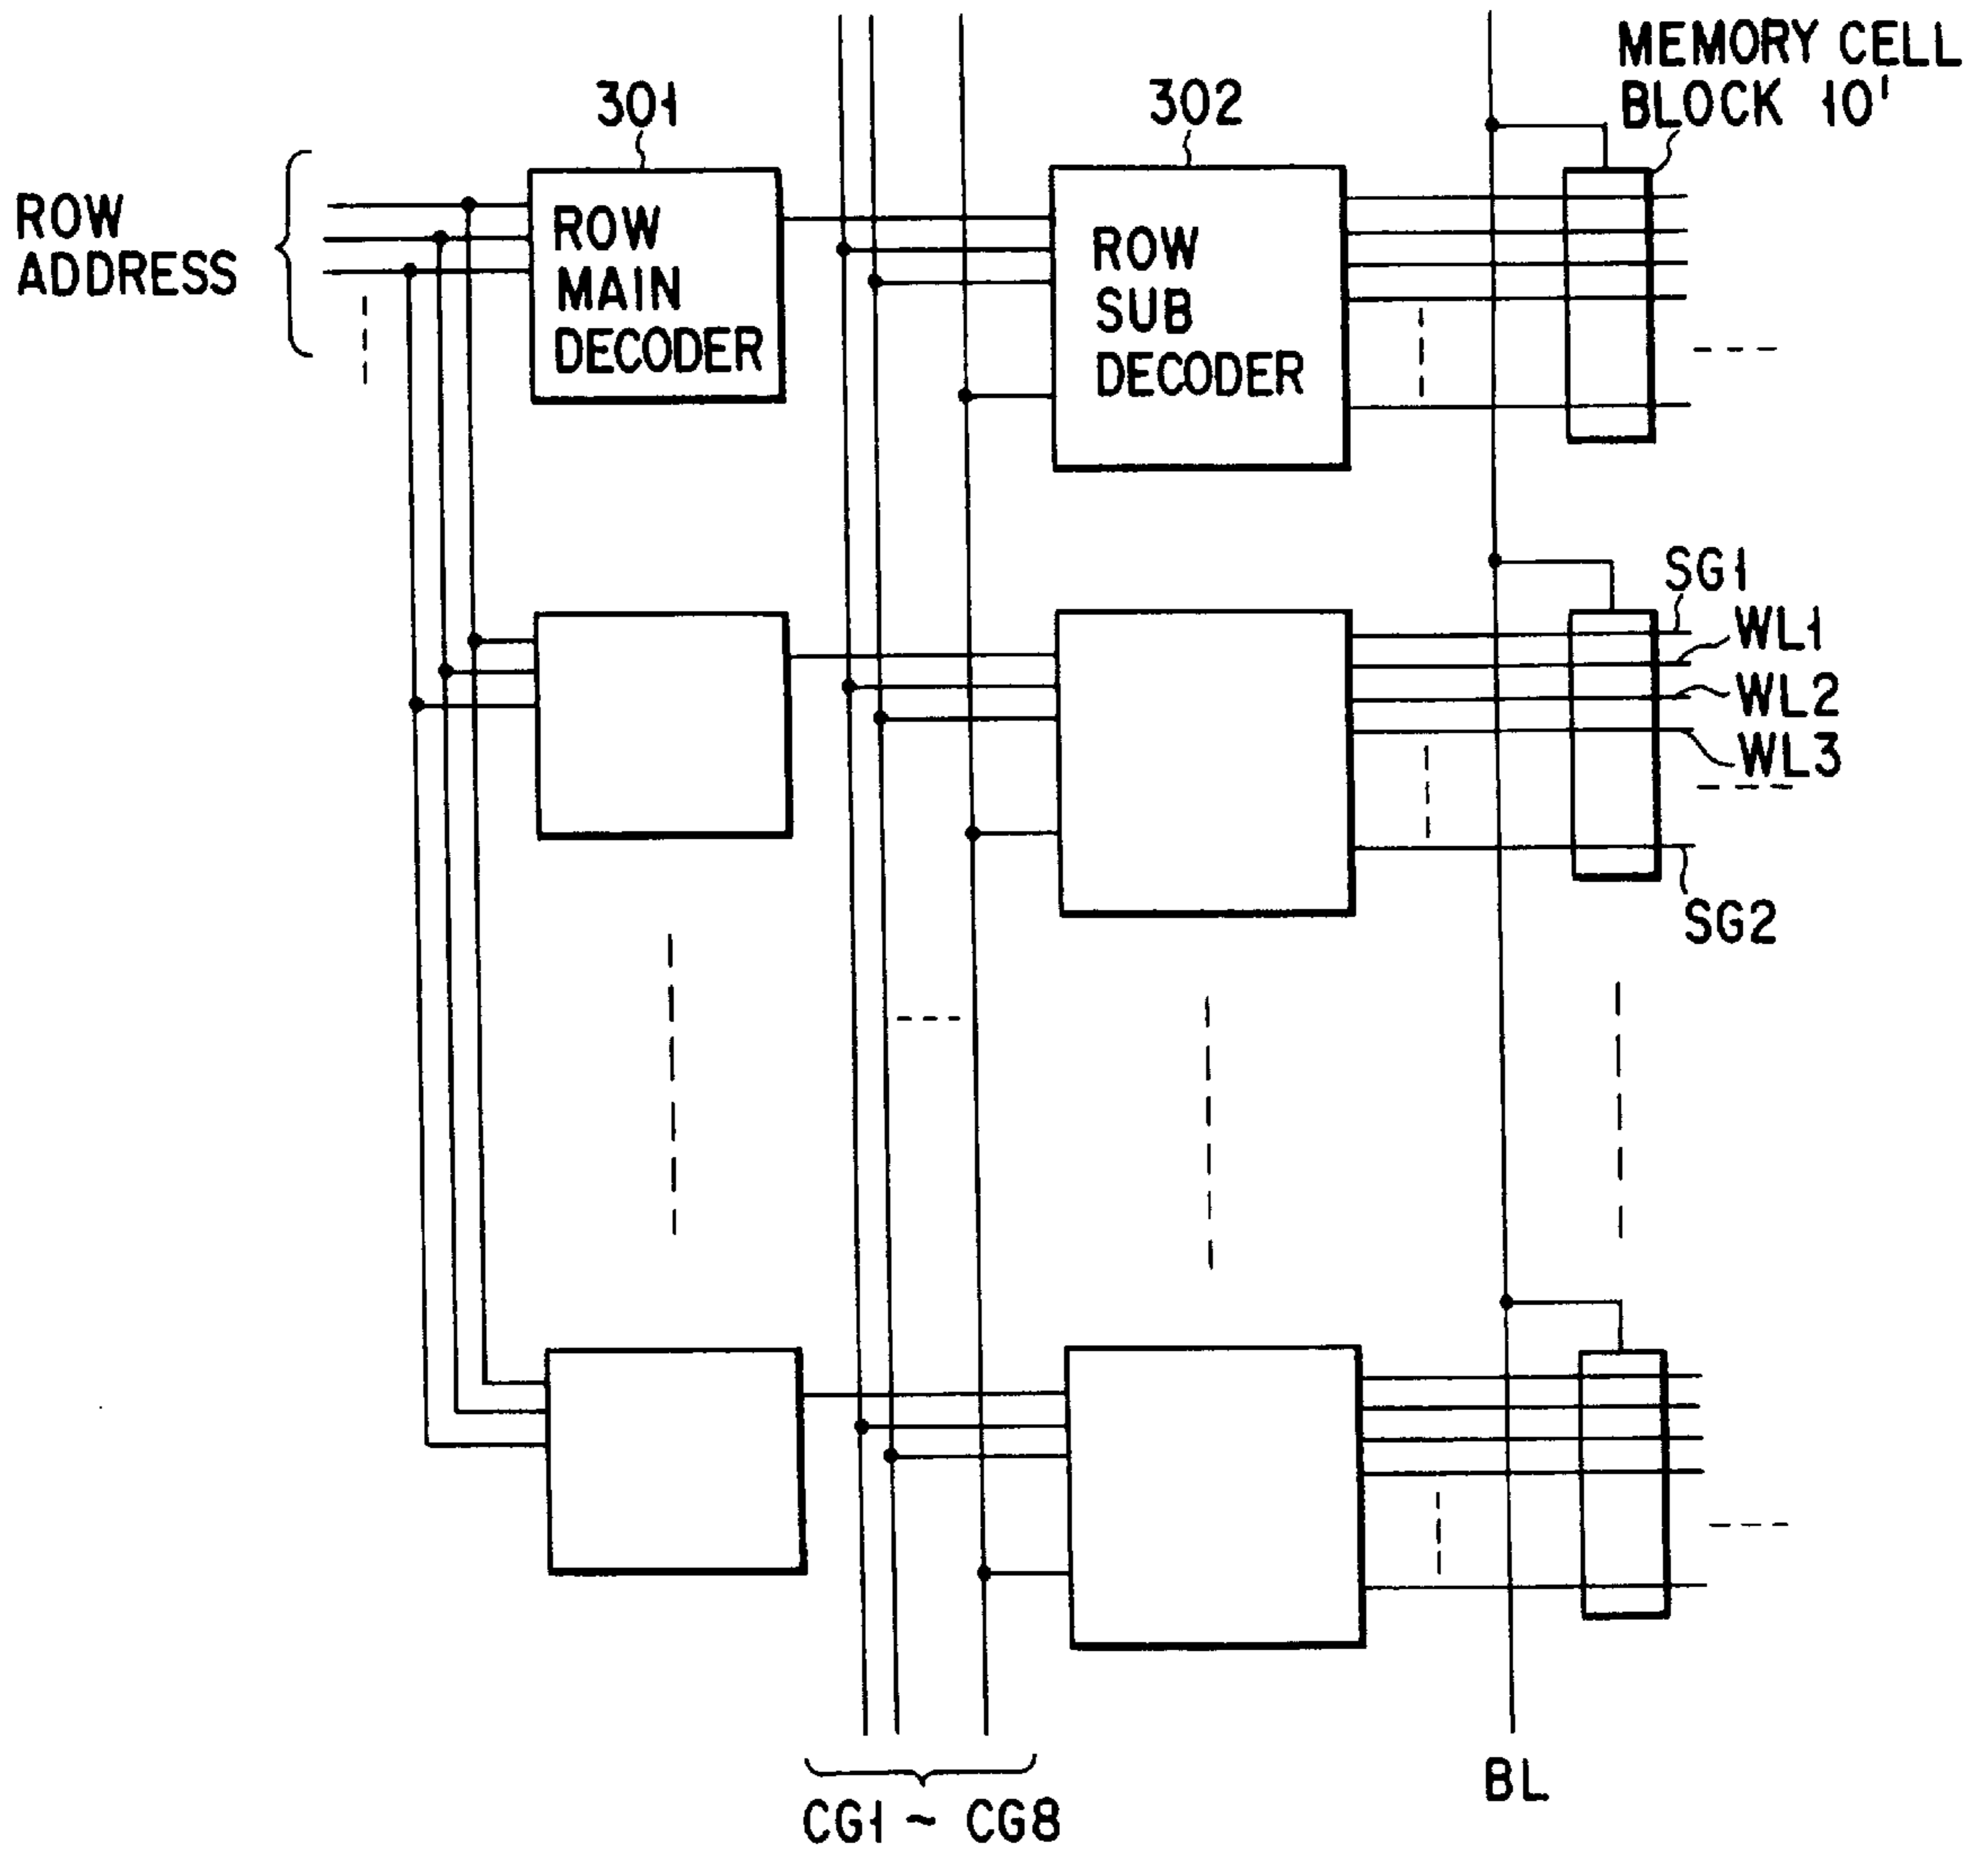 MEMORY CELL
BLOCK 10'
301
302
ROW
ADDRESS
ROW
MAIN
DECODER
ROW
SUB
DECODER
SG1
WL1
WL2
WL3
SG2
BL
CG1 ~ CG8